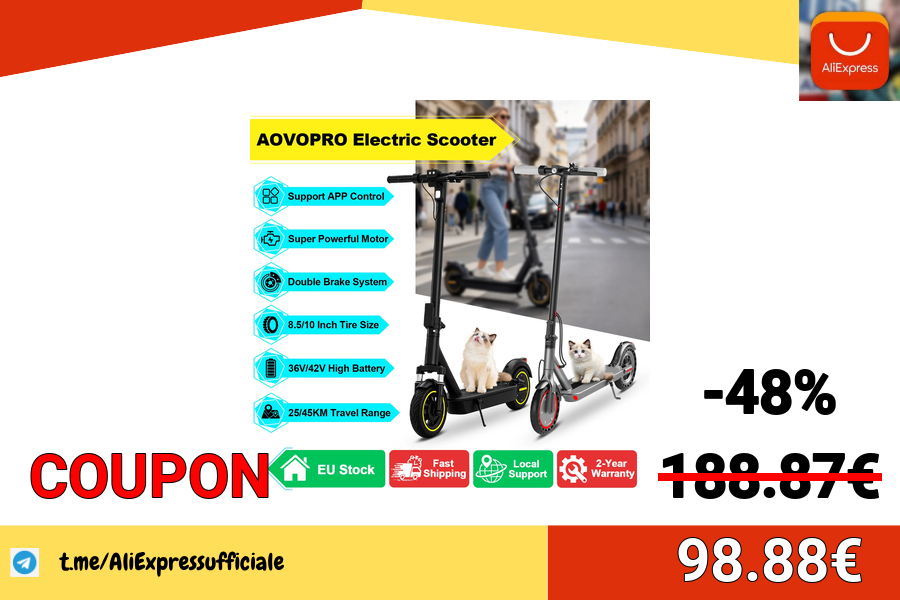 AliExpress
AOVOPRO Electric Scooter
Support APP Control
Super Powerful Motor
Double Brake System
8.5/10 Inch Tire Size
36V/42V High Battery
25/45KM Travel Range
-48%
COUPON
EU Stock
Fast Shipping
Local Support
2-Year Warranty
188.87€
t.me/AliExpressufficiale
98.88€